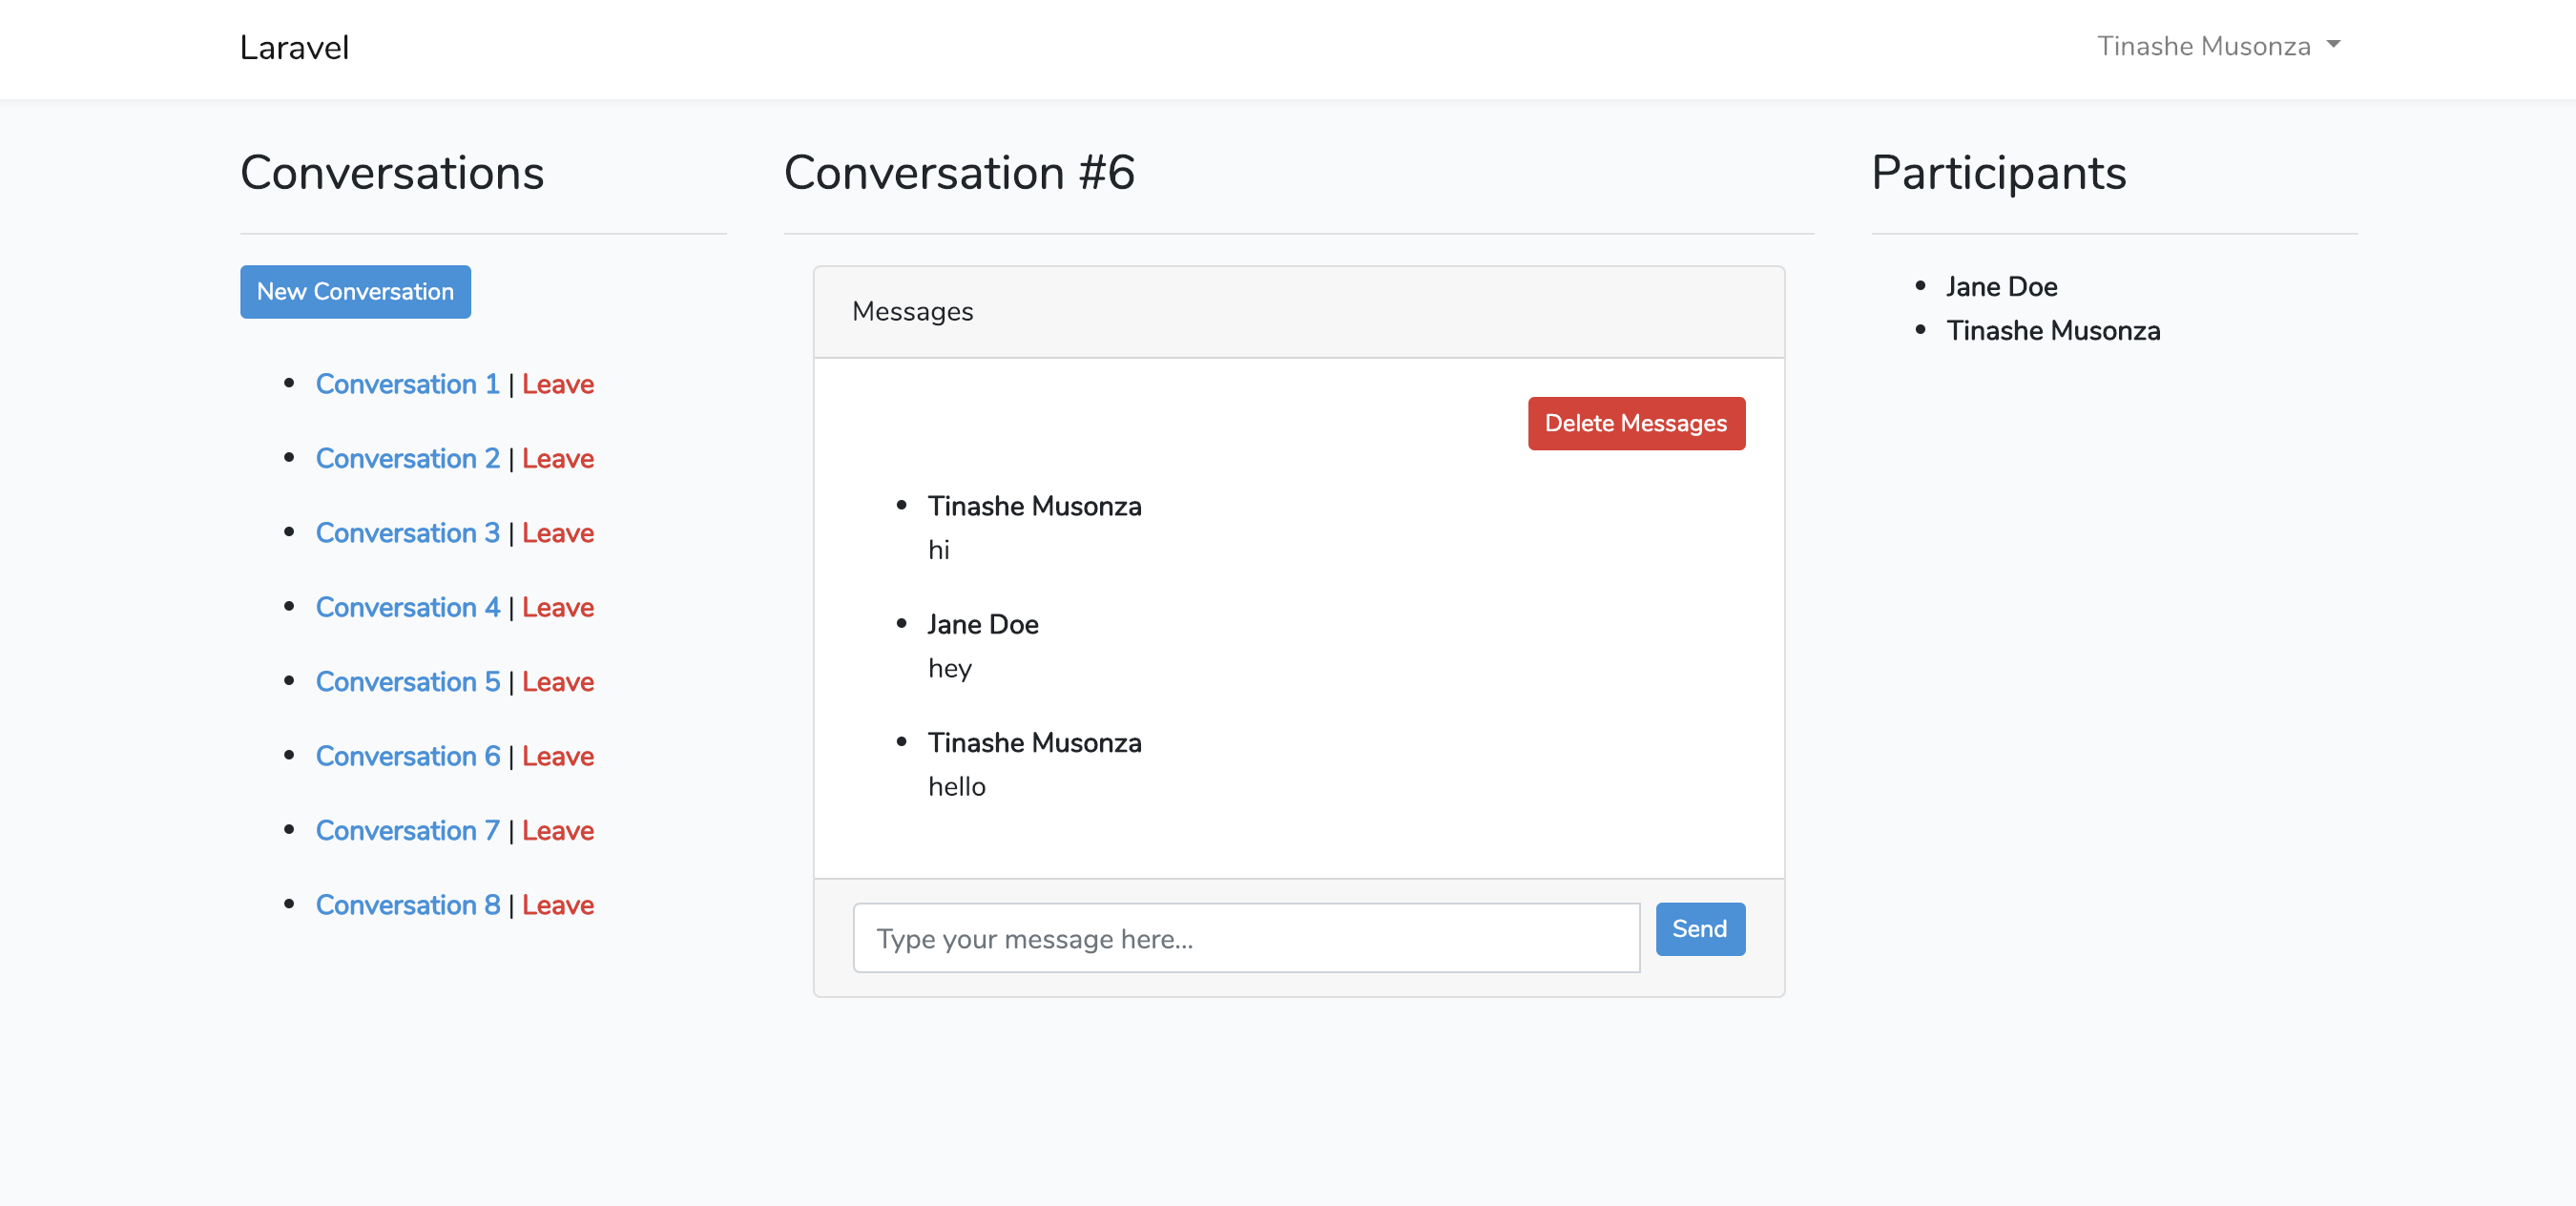 Laravel
Tinashe Musonza
Conversations
New Conversation
Conversation 1 | Leave
Conversation 2 | Leave
Conversation 3 | Leave
Conversation 4 | Leave
Conversation 5 | Leave
Conversation 6 | Leave
Conversation 7 | Leave
Conversation 8 | Leave
Conversation #6
Messages
Delete Messages
Tinashe Musonza
hi
Jane Doe
hey
Tinashe Musonza
hello
Type your message here...
Send
Participants
Jane Doe
Tinashe Musonza